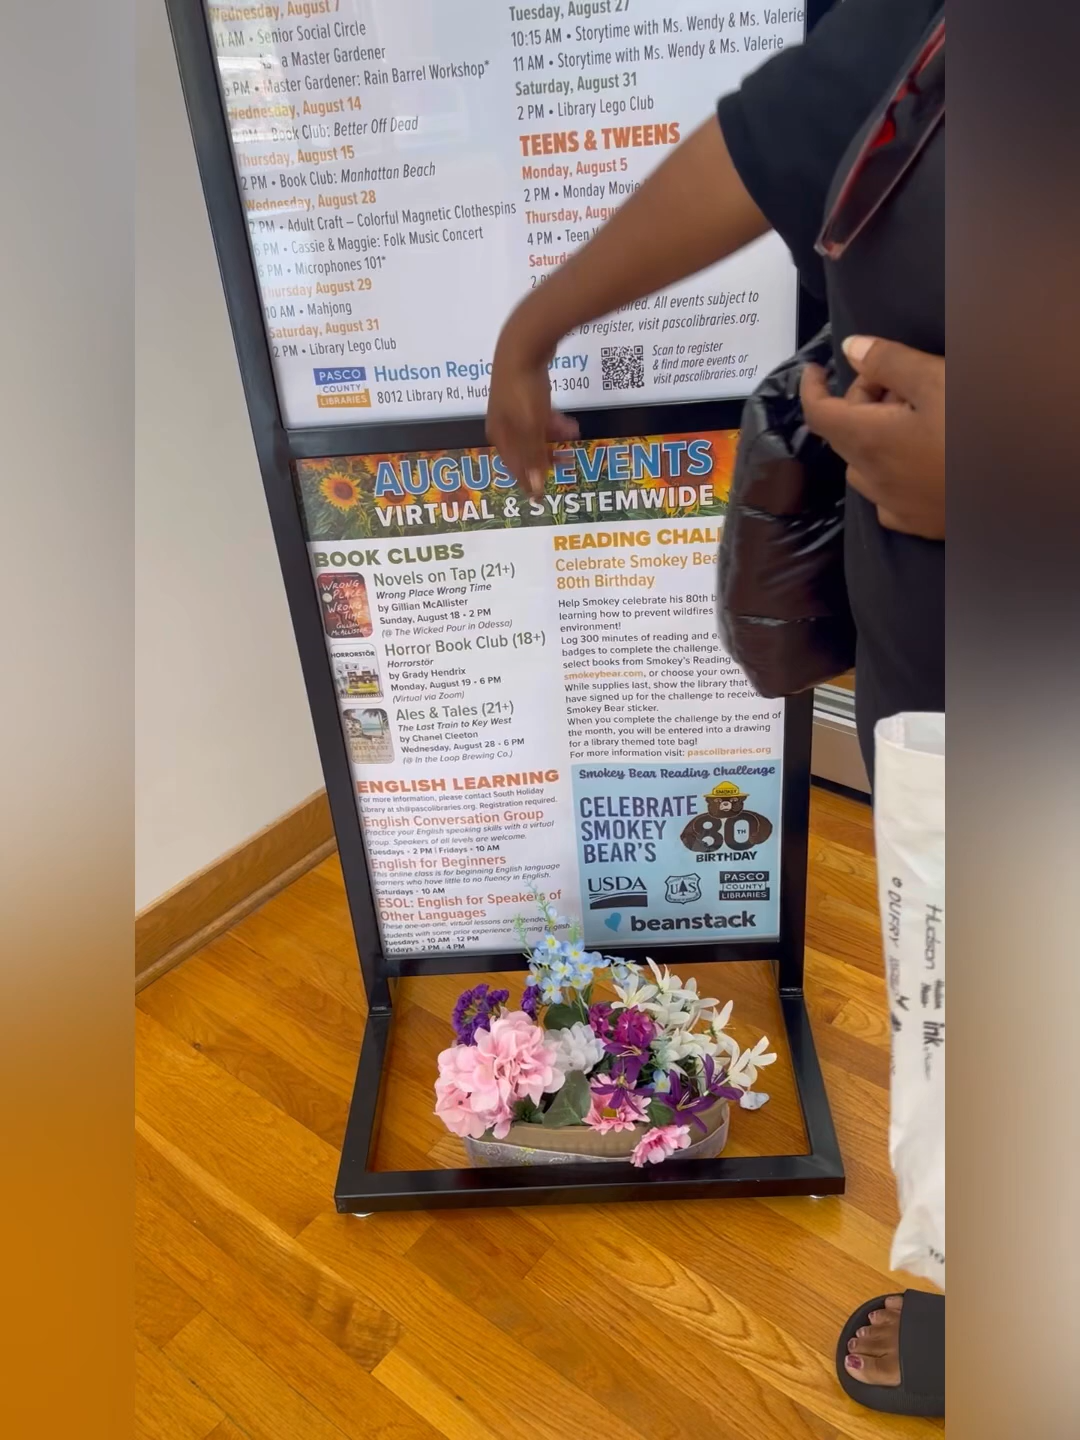 Wednesday, August 7
11 AM • Senior Social Circle
a Master Gardener
PM • Master Gardener: Rain Barrel Workshop*
Wednesday, August 14
PM • Book Club: Better Off Dead
Thursday, August 15
2 PM • Book Club: Manhattan Beach
Wednesday, August 28
2 PM • Adult Craft – Colorful Magnetic Clothespins
6 PM • Cassie & Maggie: Folk Music Concert
6 PM • Microphones 101*
Thursday August 29
10 AM • Mahjong
Saturday, August 31
2 PM • Library Lego Club
Tuesday, August 27
10:15 AM • Storytime with Ms. Wendy & Ms. Valerie
11 AM • Storytime with Ms. Wendy & Ms. Valerie
Saturday, August 31
2 PM • Library Lego Club
TEENS & TWEENS
Monday, August 5
2 PM • Monday
Thursday,
4 PM • Teen
All events subject to
To register, visit pascolibraries.org.
PASCO
COUNTY
LIBRARIES
Hudson
8012 Library Rd,
-3040
Scan to register
& find more events or
visit pascolibraries.org!
AUGUST EVENTS
VIRTUAL & SYSTEMWIDE
BOOK CLUBS
WRONG
PLACE
WRONG
TIME
GILLIAN
MCALLISTER
Novels on Tap (21+)
Wrong Place Wrong Time
by Gillian McAllister
Sunday, August 18 - 2 PM
(@ The Wicked Pour in Odessa)
HORRORSTÖR
Horror Book Club (18+)
Horrorstör
by Grady Hendrix
Monday, August 19 - 6 PM
(Virtual via Zoom)
Ales & Tales (21+)
The Last Train to Key West
by Chanel Cleeton
Wednesday, August 28 - 6 PM
(@ In the Loop Brewing Co.)
ENGLISH LEARNING
For more information, please contact South Holiday
Library at sh@pascolibraries.org. Registration required.
English Conversation Group
Practice your English speaking skills with a virtual
group. Speakers of all levels are welcome.
Tuesdays - 2 PM | Fridays - 10 AM
English for Beginners
This online class is for beginning English language
learners who have little to no fluency in English.
Saturdays - 10 AM
ESOL: English for Speakers of
Other Languages
These one-on-one, virtual lessons are intended
students with some prior experience learning English.
Tuesdays - 10 AM - 12 PM
Fridays - 2 PM - 4 PM
READING
Celebrate Smokey
80th Birthday
Help Smokey celebrate his 80th
learning how to prevent wildfires
environment!
Log 300 minutes of reading and
badges to complete the challenge.
select books from Smokey's Reading
smokeybear.com, or choose your own.
While supplies last, show the library that
have signed up for the challenge to receive
Smokey Bear sticker.
When you complete the challenge by the end of
the month, you will be entered into a drawing
for a library themed tote bag!
For more information visit: pascolibraries.org
Smokey Bear Reading Challenge
CELEBRATE
SMOKEY
BEAR'S
SMOKEY
80TH
BIRTHDAY
USDA
UAS
PASCO
COUNTY
LIBRARIES
beanstack
Hudson
ink